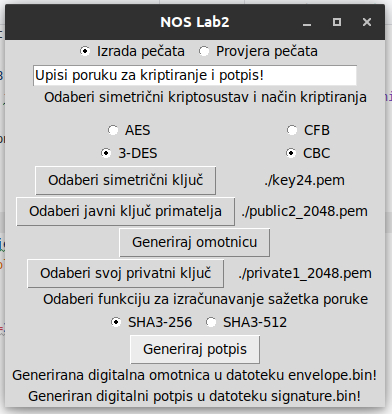 NOS Lab2
Izrada pečata Provjera pečata
Upisi poruku za kriptiranje i potpis!
Odaberi simetrični kriptosustav i način kriptiranja
AES CFB
3-DES CBC
Odaberi simetrični ključ ./key24.pem
Odaberi javni ključ primatelja ./public2_2048.pem
Generiraj omotnicu
Odaberi svoj privatni ključ ./private1_2048.pem
Odaberi funkciju za izračunavanje sažetka poruke
SHA3-256 SHA3-512
Generiraj potpis
Generirana digitalna omotnica u datoteku envelope.bin!
Generiran digitalni potpis u datoteku signature.bin!